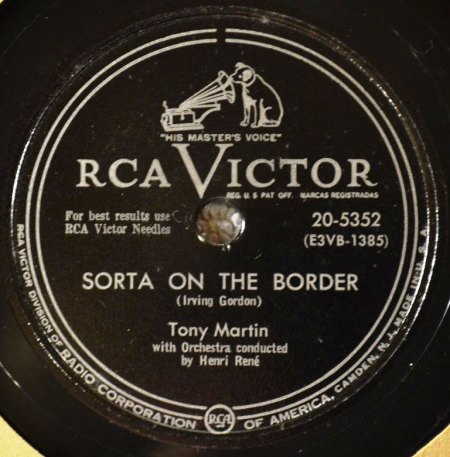 "HIS MASTER'S VOICE"
RCA VICTOR
REG. U.S PAT OFF. MARCAS REGISTRADAS
For best results use
RCA Victor Needles
20-5352
(E3VB-1385)
SORTA ON THE BORDER
(Irving Gordon)
Tony Martin
with Orchestra conducted
by Henri René
RCA VICTOR DIVISION OF RADIO CORPORATION RCA OF AMERICA, CAMDEN, N.J. MADE IN U.S.A.